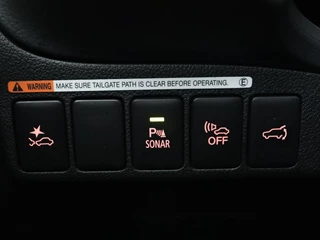 WARNING MAKE SURE TAILGATE PATH IS CLEAR BEFORE OPERATING. E
P
SONAR
OFF